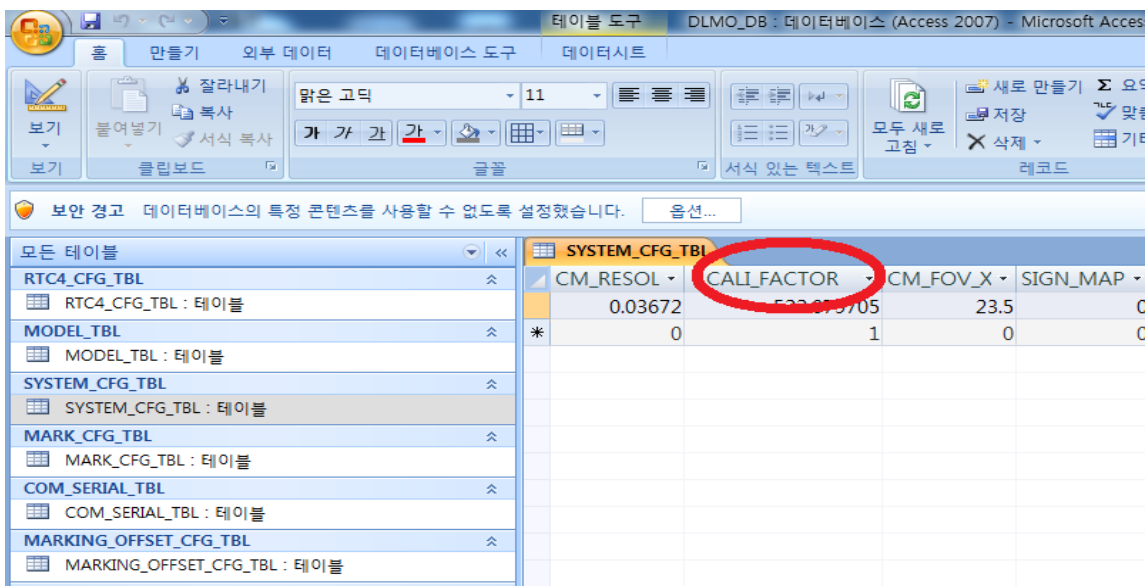 테이블 도구 DLMO_DB : 데이터베이스 (Access 2007) - Microsoft Acces
홈 만들기 외부 데이터 데이터베이스 도구 데이터시트
보기
붙여넣기
잘라내기
복사
서식 복사
맑은 고딕 11
가 가 가 가
모두 새로 고침
새로 만들기
저장
삭제
Σ 요약
맞춤
기타
보기 클립보드 글꼴 서식 있는 텍스트 레코드
보안 경고 데이터베이스의 특정 콘텐츠를 사용할 수 없도록 설정했습니다. 옵션...
모든 테이블
RTC4_CFG_TBL
RTC4_CFG_TBL : 테이블
MODEL_TBL
MODEL_TBL : 테이블
SYSTEM_CFG_TBL
SYSTEM_CFG_TBL : 테이블
MARK_CFG_TBL
MARK_CFG_TBL : 테이블
COM_SERIAL_TBL
COM_SERIAL_TBL : 테이블
MARKING_OFFSET_CFG_TBL
MARKING_OFFSET_CFG_TBL : 테이블
SYSTEM_CFG_TBL
CM_RESOL CALI_FACTOR CM_FOV_X SIGN_MAP
0.03672 23.5 0
0 1 0 0